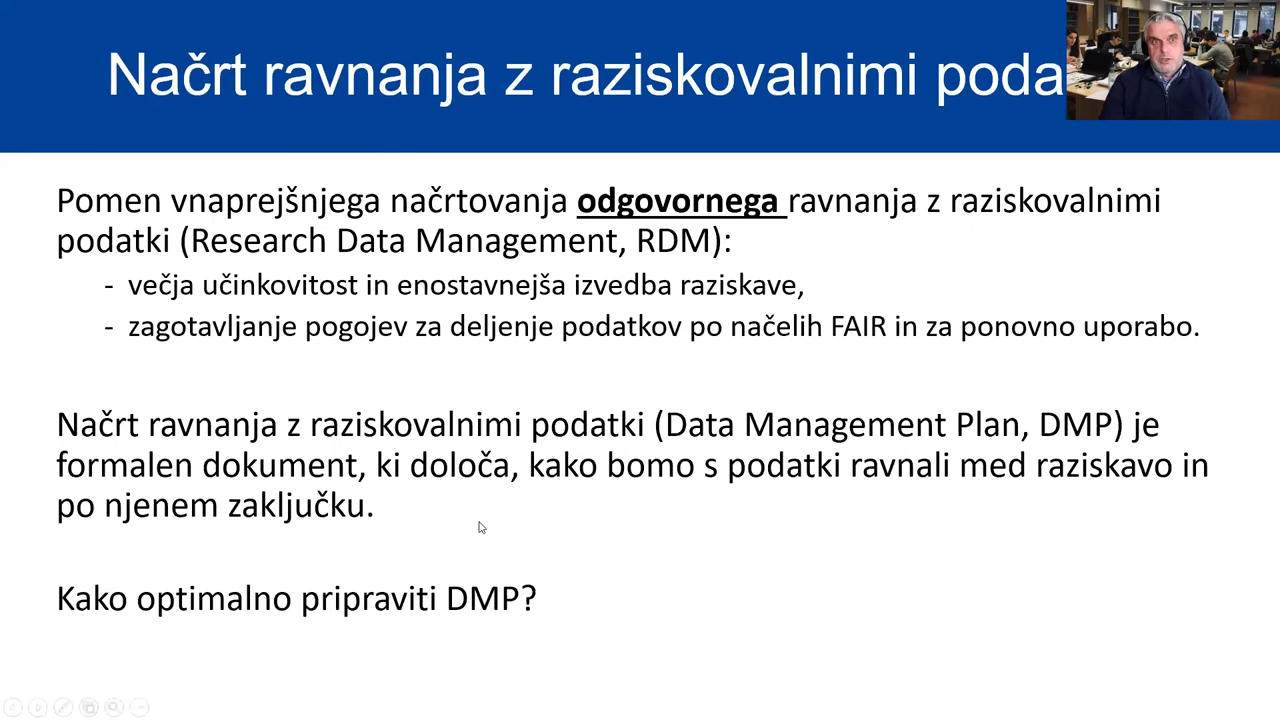 Načrt ravnanja z raziskovalnimi poda
Pomen vnaprejšnjega načrtovanja odgovornega ravnanja z raziskovalnimi
podatki (Research Data Management, RDM):
- večja učinkovitost in enostavnejša izvedba raziskave,
- zagotavljanje pogojev za deljenje podatkov po načelih FAIR in za ponovno uporabo.
Načrt ravnanja z raziskovalnimi podatki (Data Management Plan, DMP) je
formalen dokument, ki določa, kako bomo s podatki ravnali med raziskavo in
po njenem zaključku.
Kako optimalno pripraviti DMP?